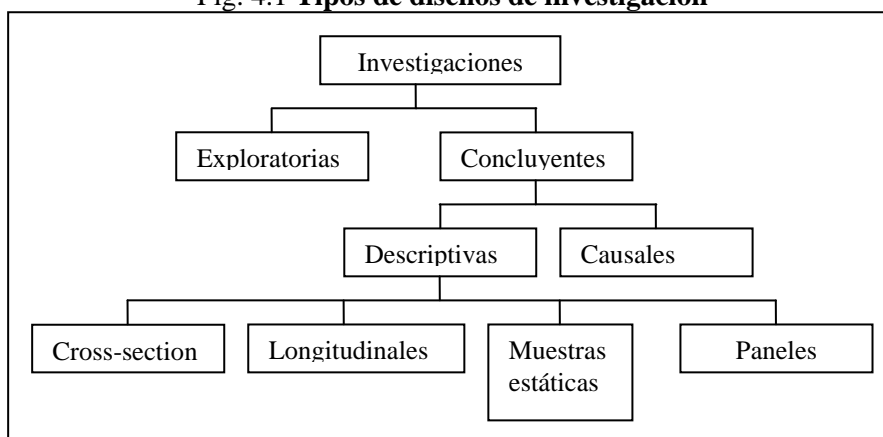 Fig. 4.1 Tipos de diseños de investigación
Investigaciones
Exploratorias
Concluyentes
Descriptivas
Causales
Cross-section
Longitudinales
Muestras
estáticas
Paneles